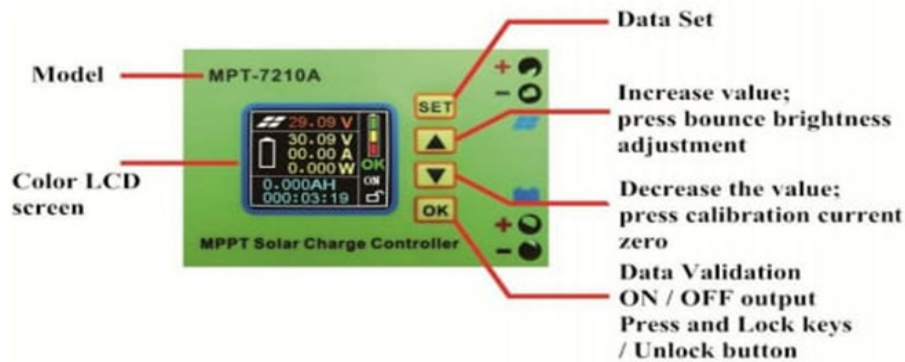 Data Set
Model
MPT-7210A
+
-
SET
29.09 V
30.09 V
00.00 A
0.000W
OK
0.000AH
ON
000:03:19
Color LCD
screen
Increase value;
press bounce brightness
adjustment
Decrease the value;
press calibration current
zero
OK
+
-
MPPT Solar Charge Controller
Data Validation
ON / OFF output
Press and Lock keys
/ Unlock button